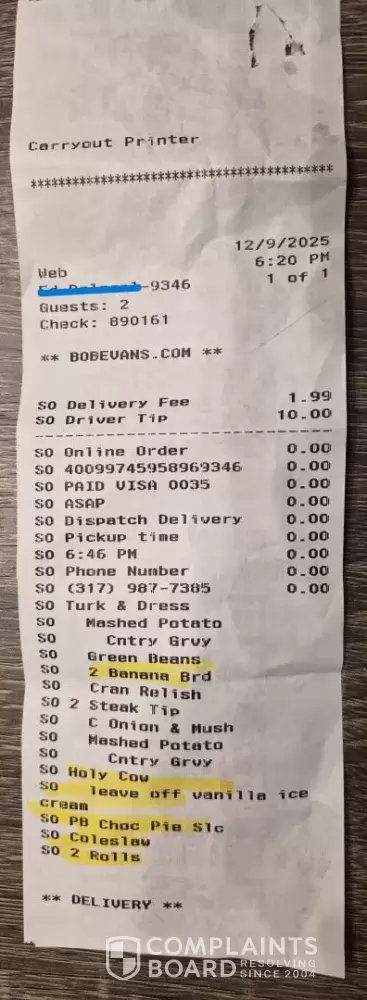 Carryout Printer
******************************************
12/9/2025
Web 6:20 PM
-9346 1 of 1
Guests: 2
Check: 890161
** BOBEVANS.COM **
SO Delivery Fee 1.99
SO Driver Tip 10.00
------------------------------------------
SO Online Order 0.00
SO 40099745958969346 0.00
SO PAID VISA 0035 0.00
SO ASAP 0.00
SO Dispatch Delivery 0.00
SO Pickup time 0.00
SO 6:46 PM 0.00
SO Phone Number 0.00
SO (317) 987-7385 0.00
SO Turk & Dress
SO Mashed Potato
SO Cntry Grvy
SO Green Beans
SO 2 Banana Brd
SO Cran Relish
SO 2 Steak Tip
SO C Onion & Mush
SO Mashed Potato
SO Cntry Grvy
SO Holy Cow
SO leave off vanilla ice
cream
SO PB Choc Pie Slc
SO Coleslaw
SO 2 Rolls
** DELIVERY **
COMPLAINTS
BOARD RESOLVING
SINCE 2004